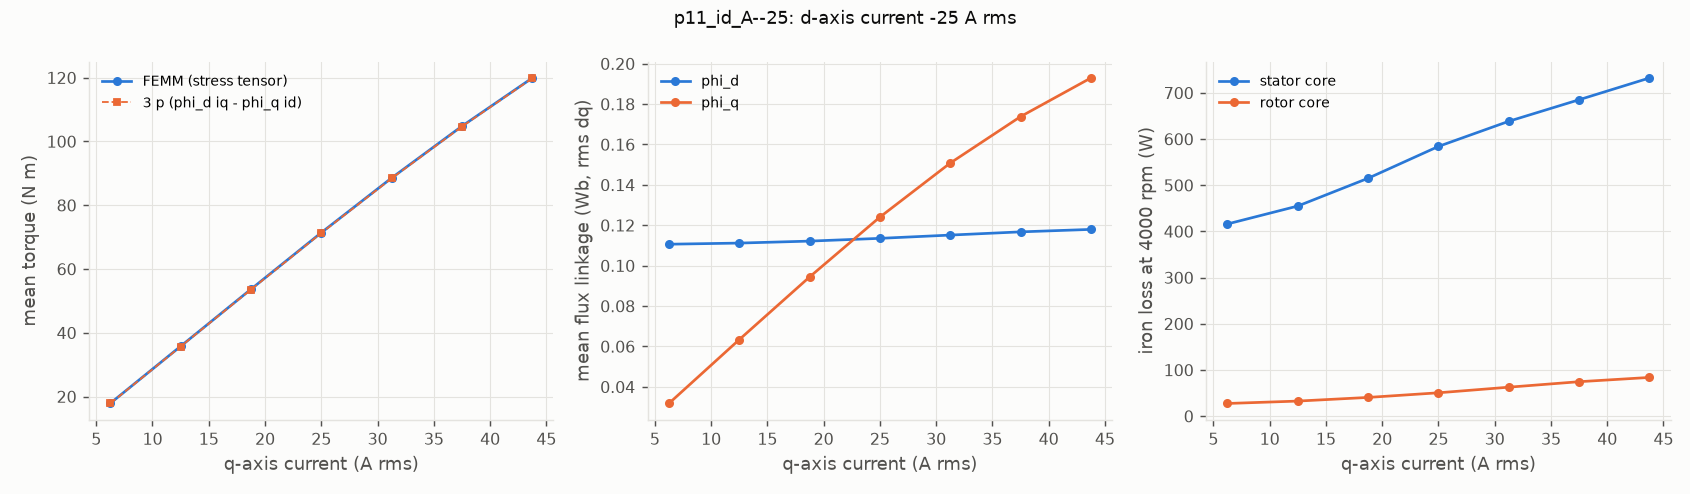 p11_id_A--25: d-axis current -25 A rms
mean torque (N m)
120
100
80
60
40
20
FEMM (stress tensor)
3 p (phi_d iq - phi_q id)
5 10 15 20 25 30 35 40 45
q-axis current (A rms)
mean flux linkage (Wb, rms dq)
0.20
0.18
0.16
0.14
0.12
0.10
0.08
0.06
0.04
phi_d
phi_q
5 10 15 20 25 30 35 40 45
q-axis current (A rms)
iron loss at 4000 rpm (W)
700
600
500
400
300
200
100
0
stator core
rotor core
5 10 15 20 25 30 35 40 45
q-axis current (A rms)